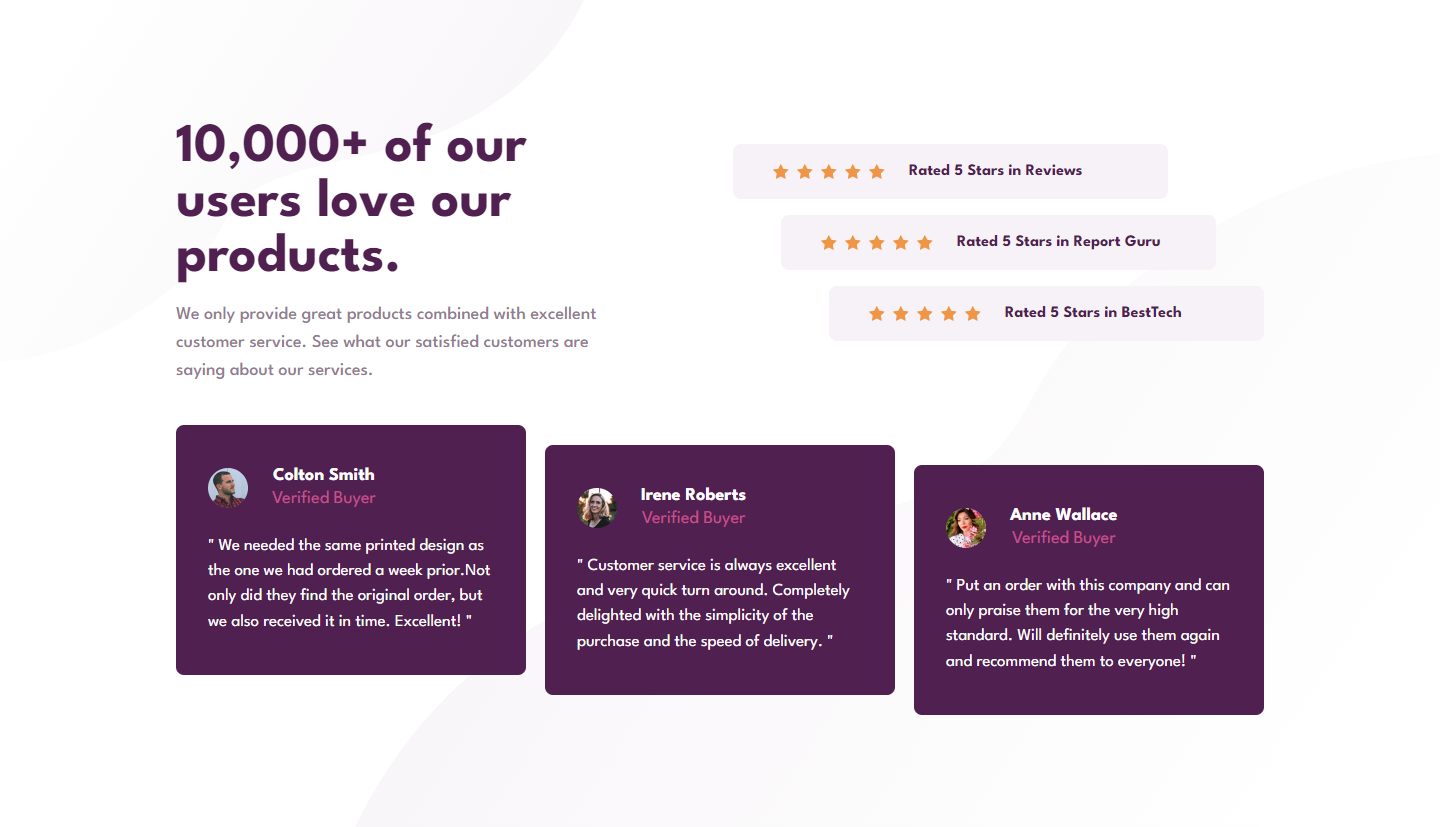 10,000+ of our
users love our
products.
We only provide great products combined with excellent
customer service. See what our satisfied customers are
saying about our services.
Rated 5 Stars in Reviews
Rated 5 Stars in Report Guru
Rated 5 Stars in BestTech
Colton Smith
Verified Buyer
" We needed the same printed design as
the one we had ordered a week prior.Not
only did they find the original order, but
we also received it in time. Excellent! "
Irene Roberts
Verified Buyer
" Customer service is always excellent
and very quick turn around. Completely
delighted with the simplicity of the
purchase and the speed of delivery. "
Anne Wallace
Verified Buyer
" Put an order with this company and can
only praise them for the very high
standard. Will definitely use them again
and recommend them to everyone! "